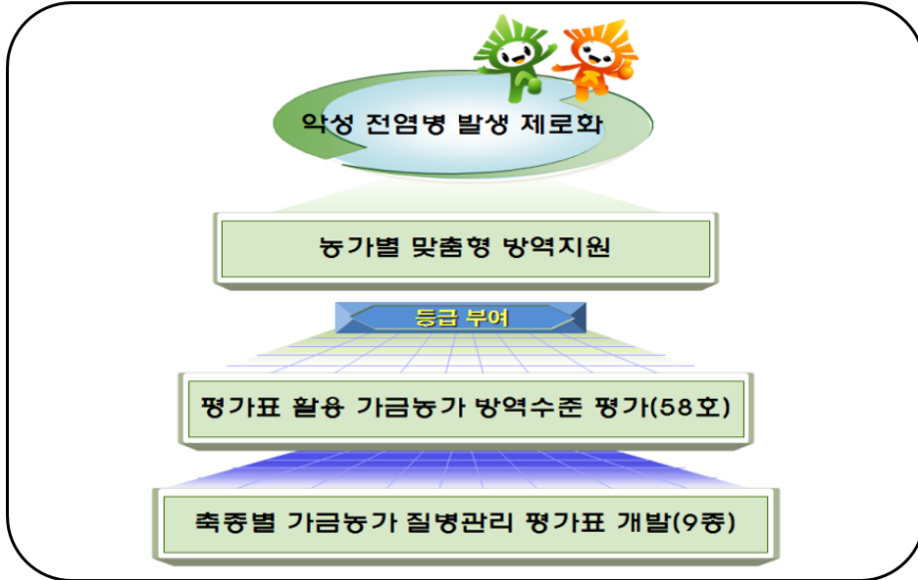 악성 전염병 발생 제로화
농가별 맞춤형 방역지원
등급 부여
평가표 활용 가금농가 방역수준 평가(58호)
축종별 가금농가 질병관리 평가표 개발(9종)